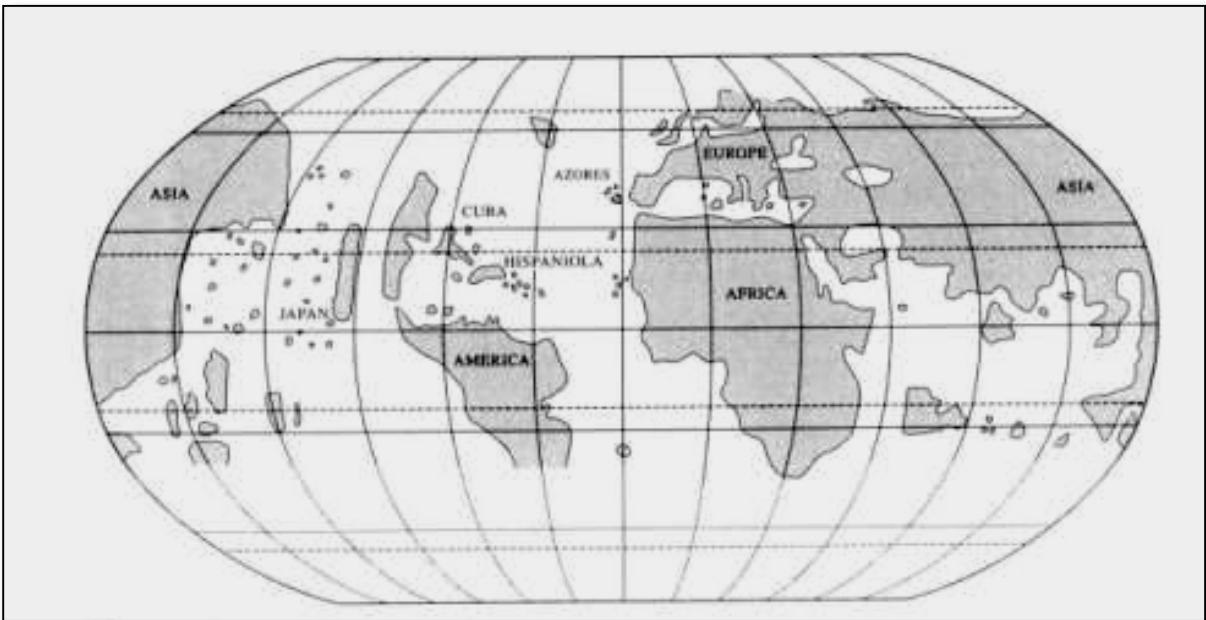 EUROPE
AZORES
ASIA
ASIA
CUBA
HISPANIOLA
AFRICA
JAPAN
AMERICA